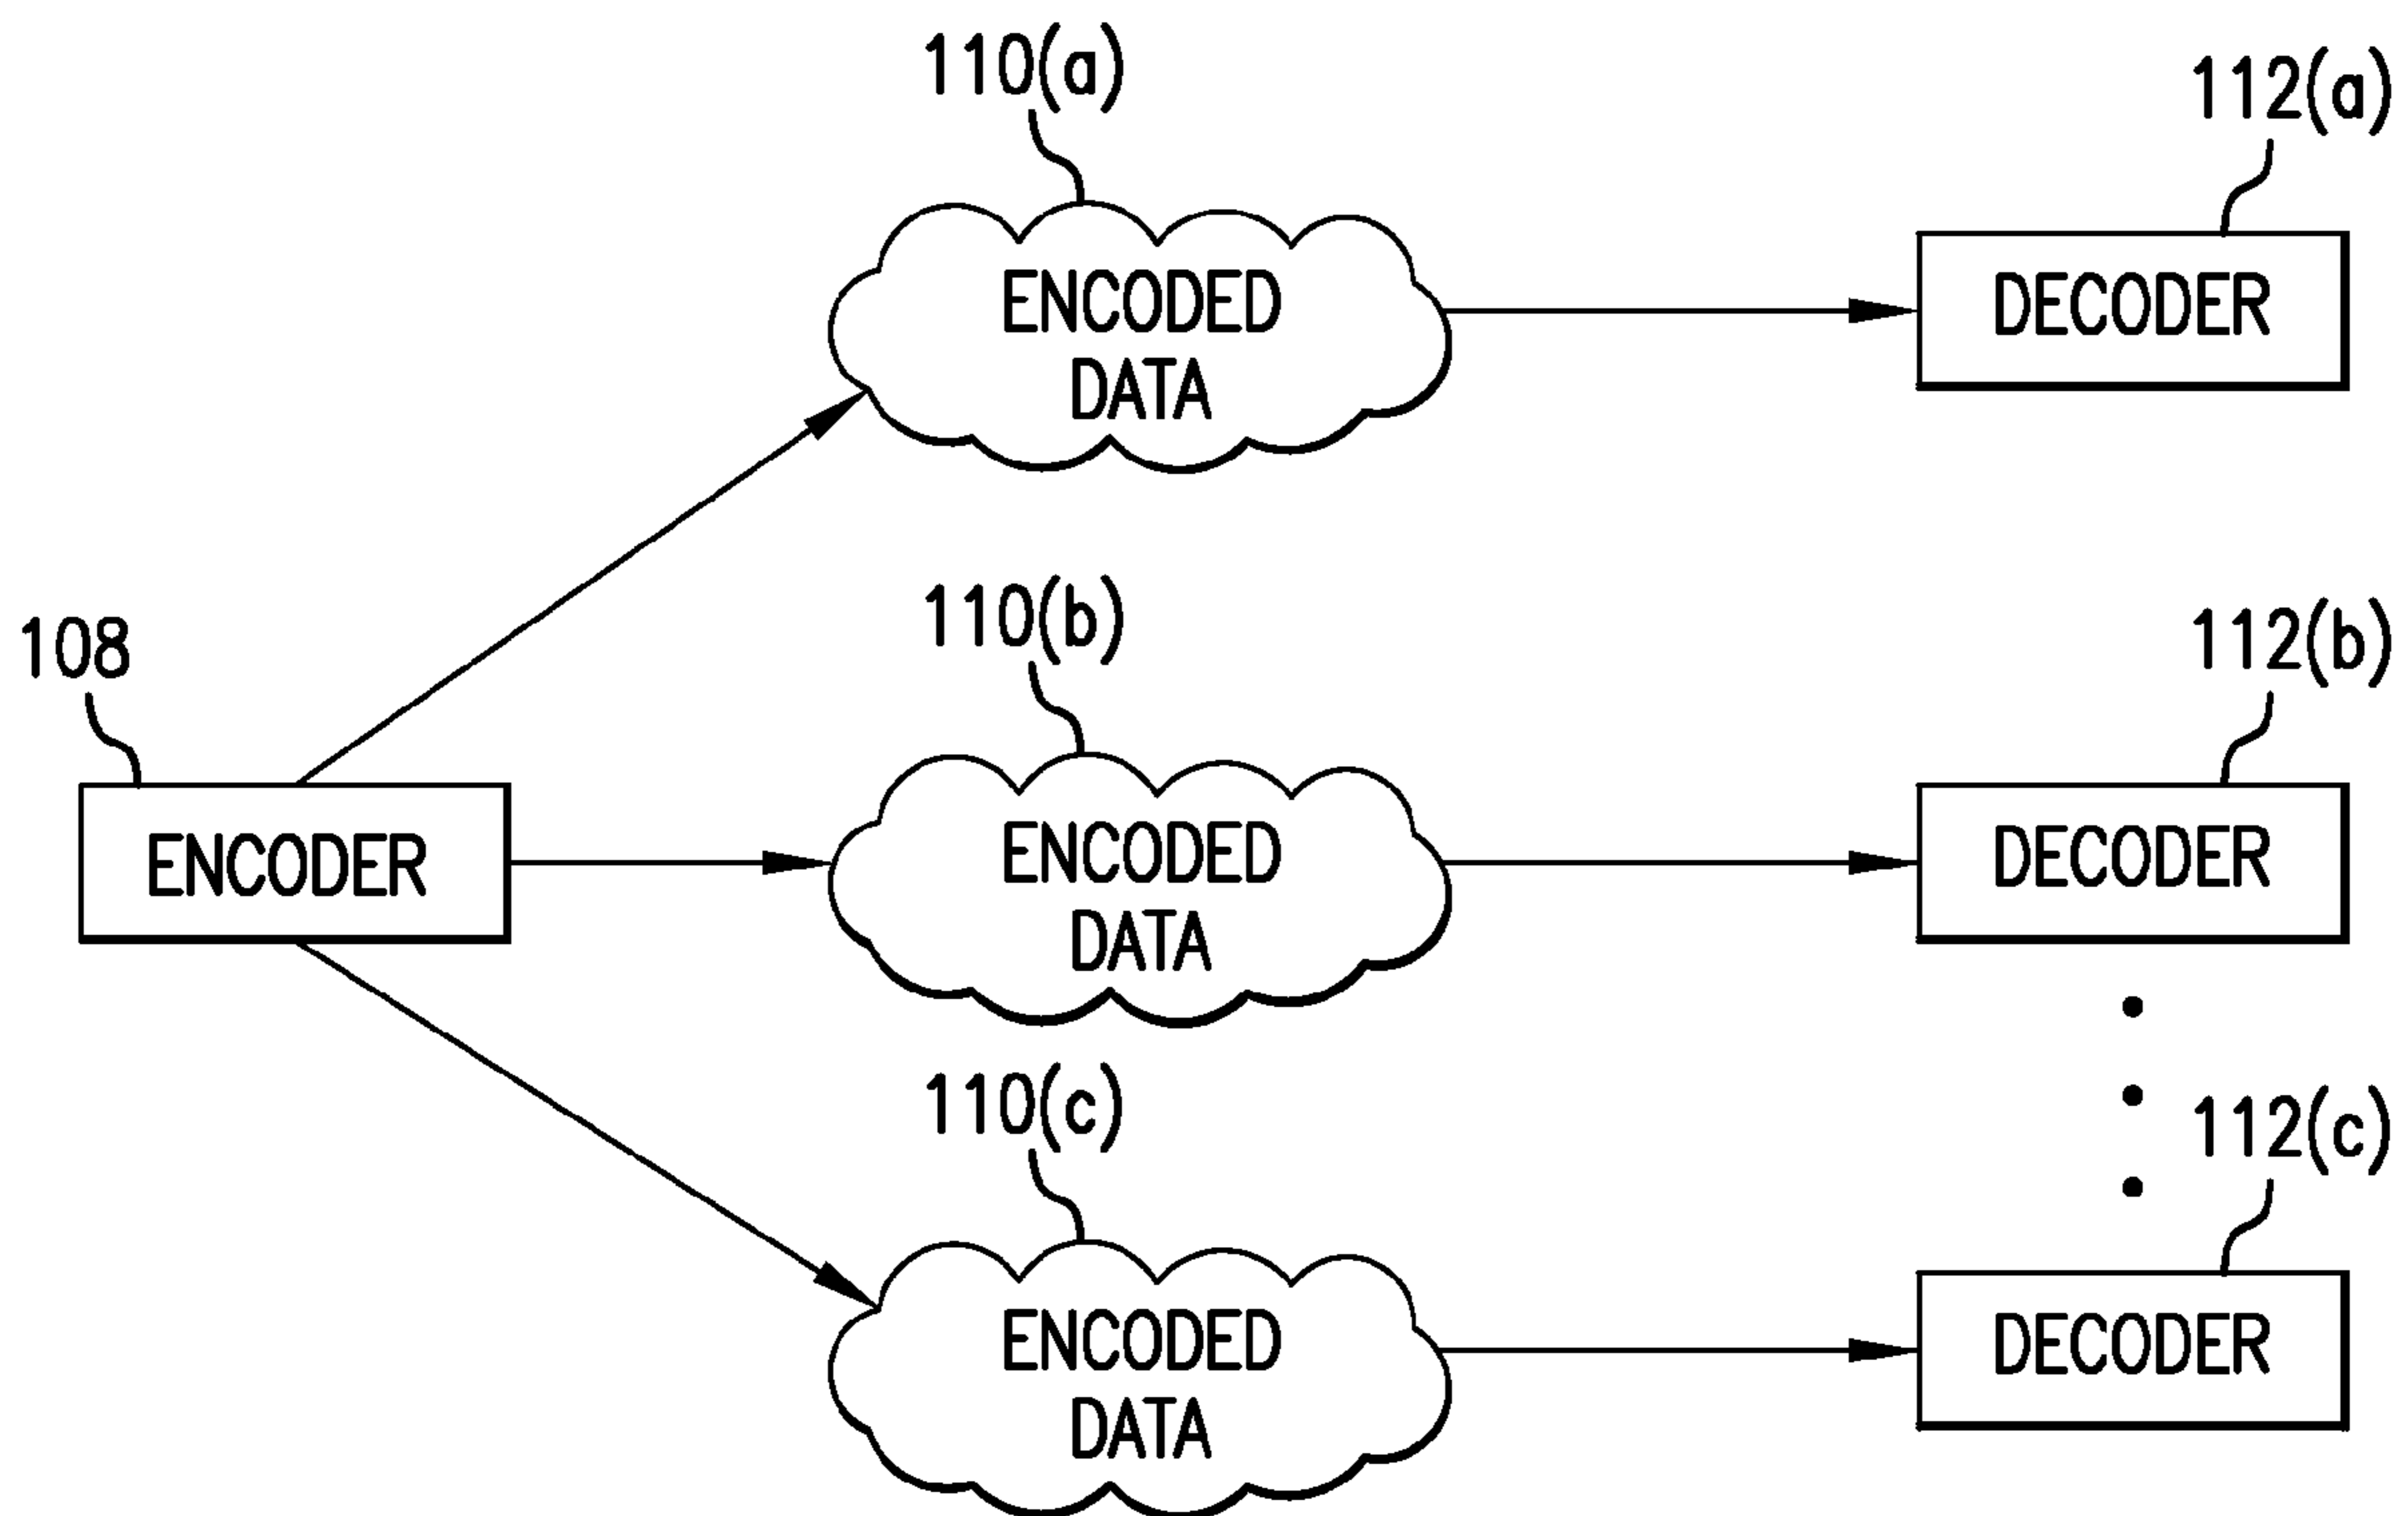 110(a)
112(a)
ENCODED
DATA
DECODER
108
110(b)
112(b)
ENCODER
ENCODED
DATA
DECODER
110(c)
112(c)
ENCODED
DATA
DECODER